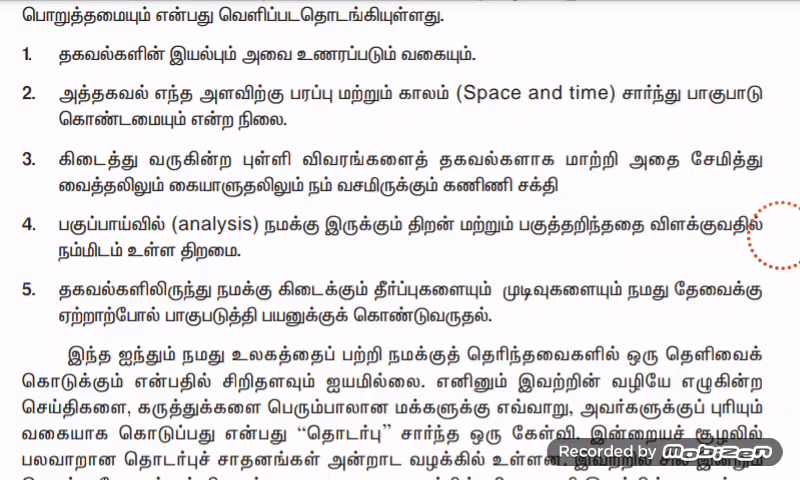 பொறுத்தமையும் என்பது வெளிப்படதொடங்கியுள்ளது.
1. தகவல்களின் இயல்பும் அவை உணரப்படும் வகையும்.
2. அத்தகவல் எந்த அளவிற்கு பரப்பு மற்றும் காலம் (Space and time) சார்ந்து பாகுபாடு
கொண்டமையும் என்ற நிலை.
3. கிடைத்து வருகின்ற புள்ளி விவரங்களைத் தகவல்களாக மாற்றி அதை சேமித்து
வைத்தலிலும் கையாளுதலிலும் நம் வசமிருக்கும் கணிணி சக்தி
4. பகுப்பாய்வில் (analysis) நமக்கு இருக்கும் திறன் மற்றும் பகுத்தறிந்ததை விளக்குவதில்
நம்மிடம் உள்ள திறமை.
5. தகவல்களிலிருந்து நமக்கு கிடைக்கும் தீர்ப்புகளையும் முடிவுகளையும் நமது தேவைக்கு
ஏற்றாற்போல் பாகுபடுத்தி பயனுக்குக் கொண்டுவருதல்.
இந்த ஐந்தும் நமது உலகத்தைப் பற்றி நமக்குத் தெரிந்தவைகளில் ஒரு தெளிவைக்
கொடுக்கும் என்பதில் சிறிதளவும் ஐயமில்லை. எனினும் இவற்றின் வழியே எழுகின்ற
செய்திகளை, கருத்துக்களை பெரும்பாலான மக்களுக்கு எவ்வாறு, அவர்களுக்குப் புரியும்
வகையாக கொடுப்பது என்பது “தொடர்பு” சார்ந்த ஒரு கேள்வி. இன்றையச் சூழலில்
பலவாறான தொடர்புச் சாதனங்கள் அன்றாட வழக்கில் உள்ளன.
Recorded by Mobizen